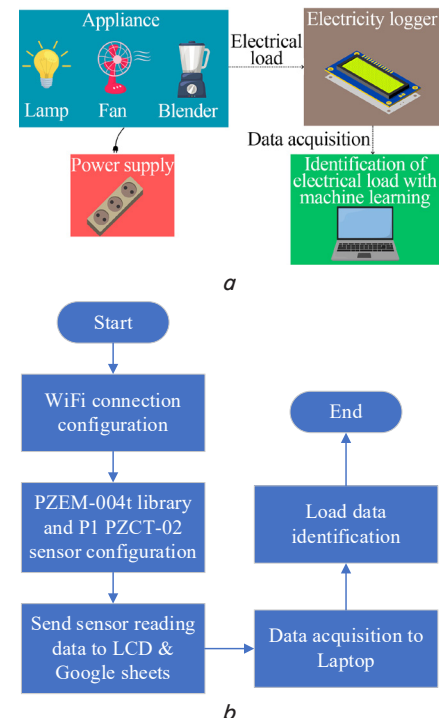 Appliance
Lamp
Fan
Blender
Electrical
load
Electricity logger
Data acquisition
Power supply
Identification of
electrical load with
machine learning
a
Start
WiFi connection
configuration
PZEM-004t library
and P1 PZCT-02
sensor configuration
Send sensor reading
data to LCD &
Google sheets
Data acquisition to
Laptop
Load data
identification
End
b